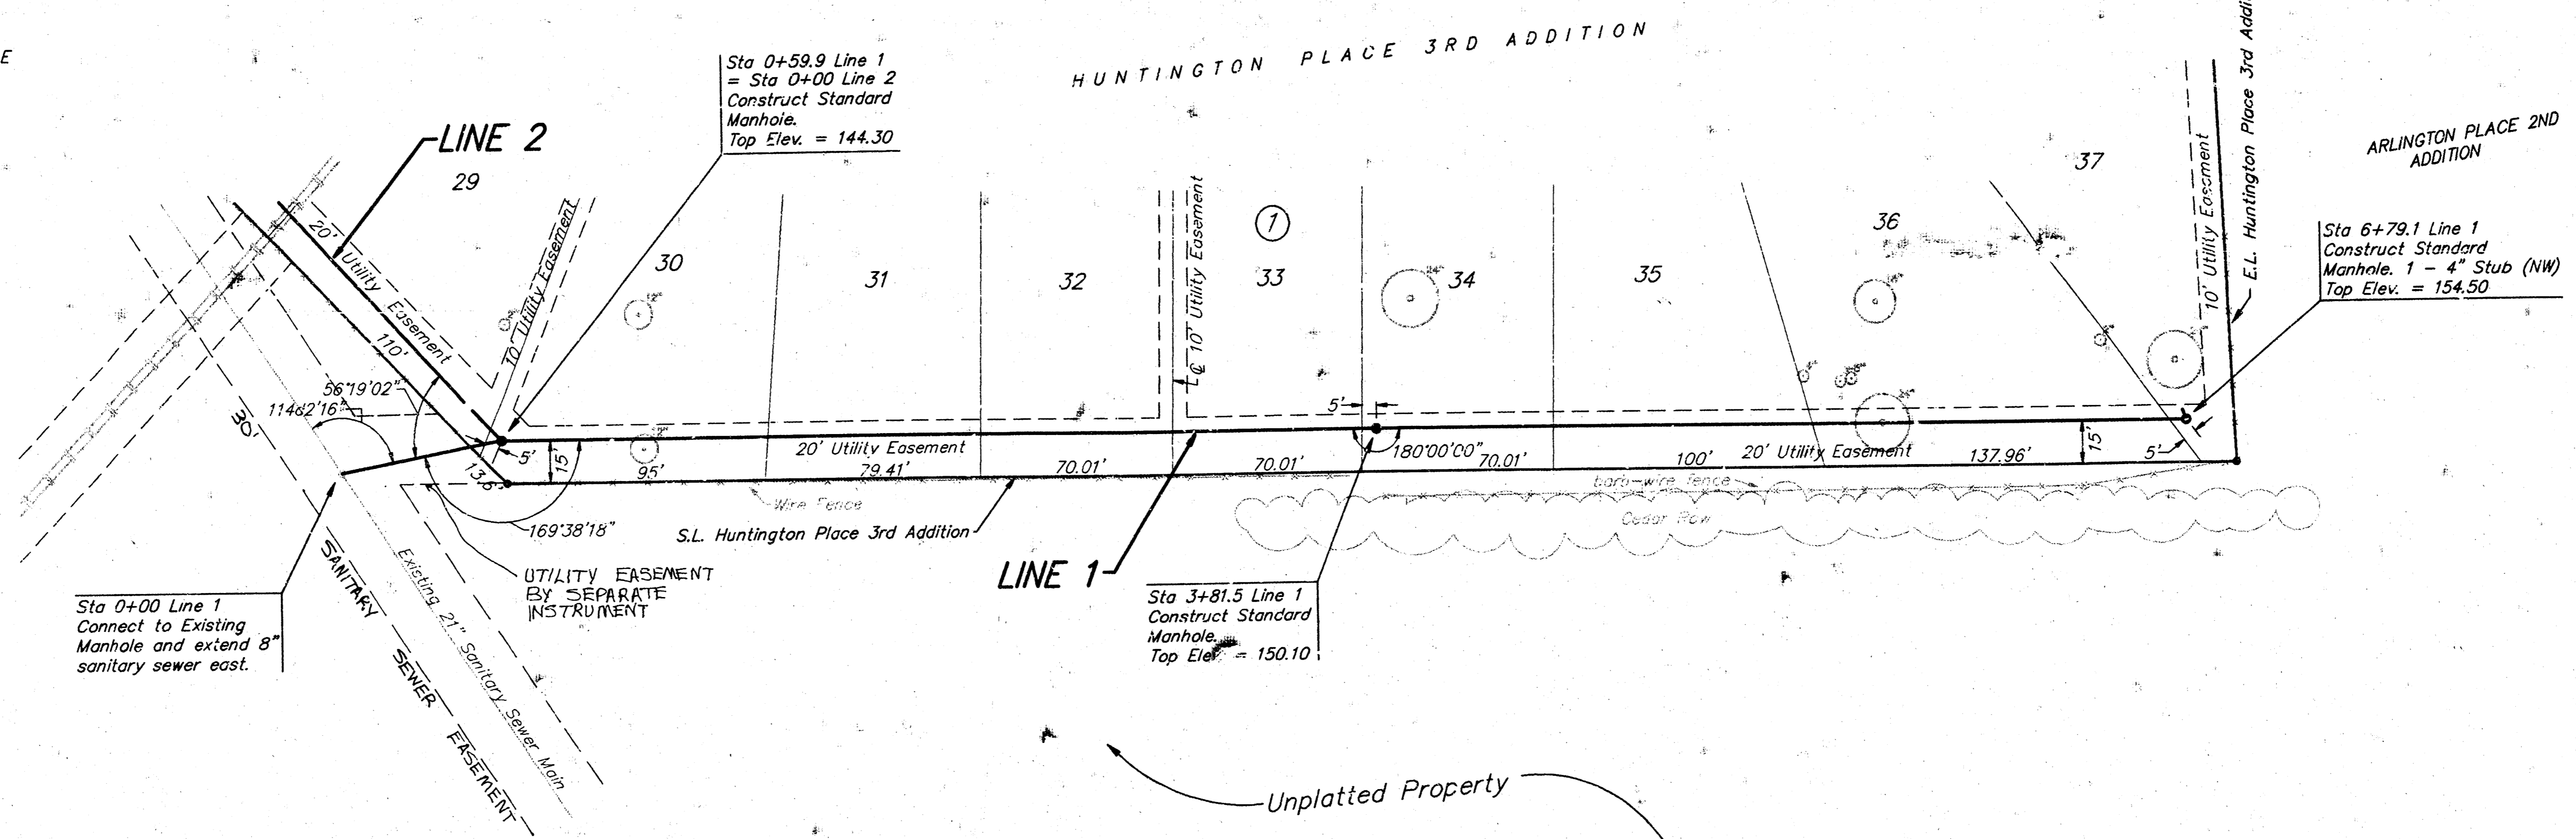 E
HUNTINGTON PLACE 3RD ADDITION
Sta 0+59.9 Line 1
= Sta 0+00 Line 2
Construct Standard
Manhole.
Top Elev. = 144.30
LINE 2
29
30
31
32
1
33
34
35
36
37
ARLINGTON PLACE 2ND
ADDITION
E.L. Huntington Place 3rd
10' Utility Easement
Sta 6+79.1 Line 1
Construct Standard
Manhole. 1 - 4" Stub (NW)
Top Elev. = 154.50
20' Utility Easement
110'
10' Utility Easement
℄ 10' Utility Easement
56°19'02"
30'
13.6'
5'
15'
95'
20' Utility Easement
79.41'
70.01'
70.01'
5'
180°00'00"
70.01'
100'
20' Utility Easement
137.96'
15'
5'
Wire Fence
barb-wire fence
Cedar Row
169°38'18"
S.L. Huntington Place 3rd Addition
LINE 1
UTILITY EASEMENT
BY SEPARATE
INSTRUMENT
Sta 0+00 Line 1
Connect to Existing
Manhole and extend 8"
sanitary sewer east.
SANITARY SEWER EASEMENT
Existing 21" Sanitary Sewer Main
Sta 3+81.5 Line 1
Construct Standard
Manhole.
Top = 150.10
Unplatted Property